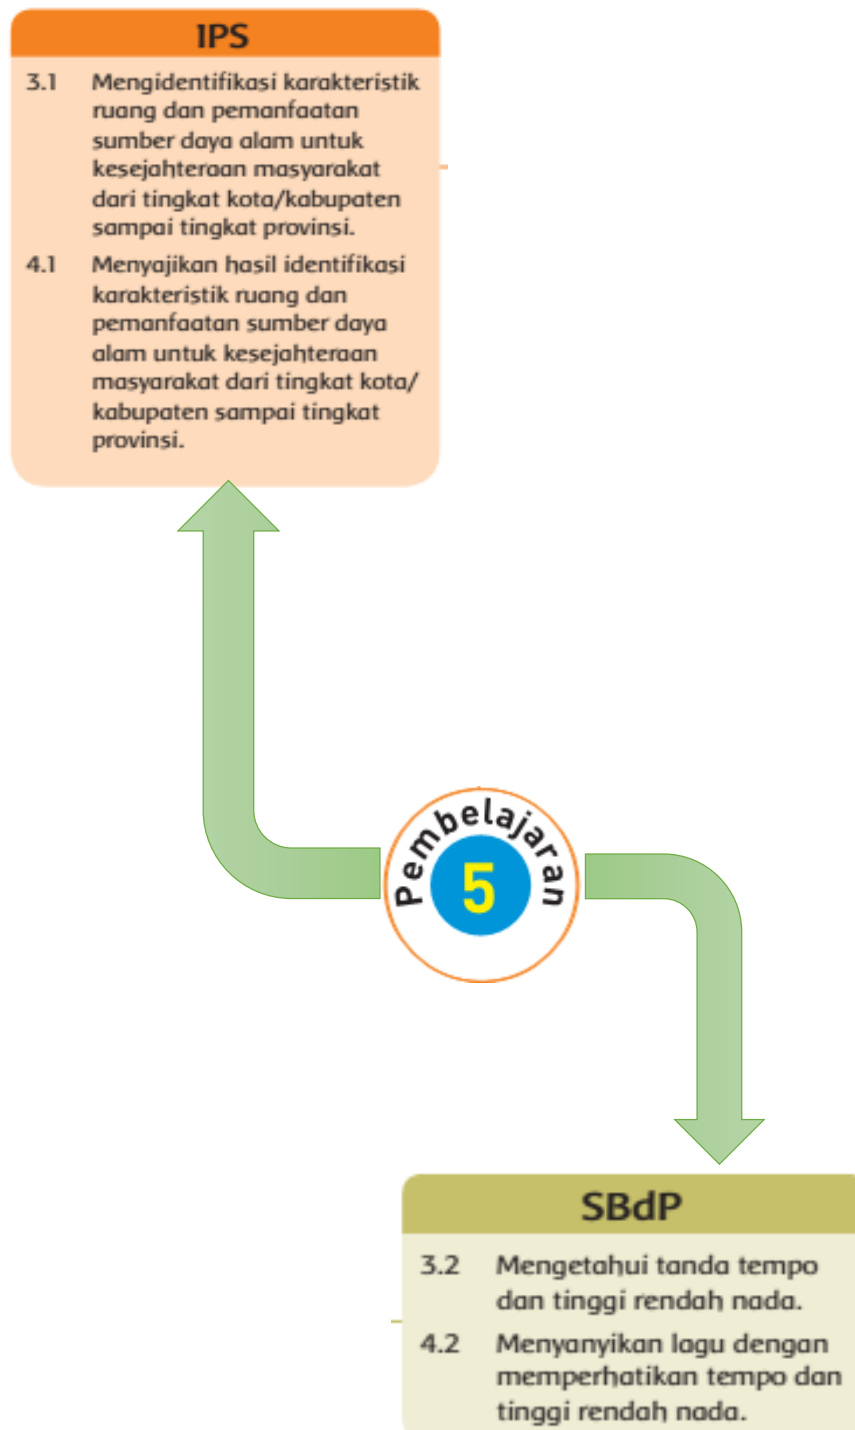 IPS
3.1 Mengidentifikasi karakteristik
ruang dan pemanfaatan
sumber daya alam untuk
kesejahteraan masyarakat
dari tingkat kota/kabupaten
sampai tingkat provinsi.
4.1 Menyajikan hasil identifikasi
karakteristik ruang dan
pemanfaatan sumber daya
alam untuk kesejahteraan
masyarakat dari tingkat kota/
kabupaten sampai tingkat
provinsi.
Pembelajaran
5
SBdP
3.2 Mengetahui tanda tempo
dan tinggi rendah nada.
4.2 Menyanyikan lagu dengan
memperhatikan tempo dan
tinggi rendah nada.